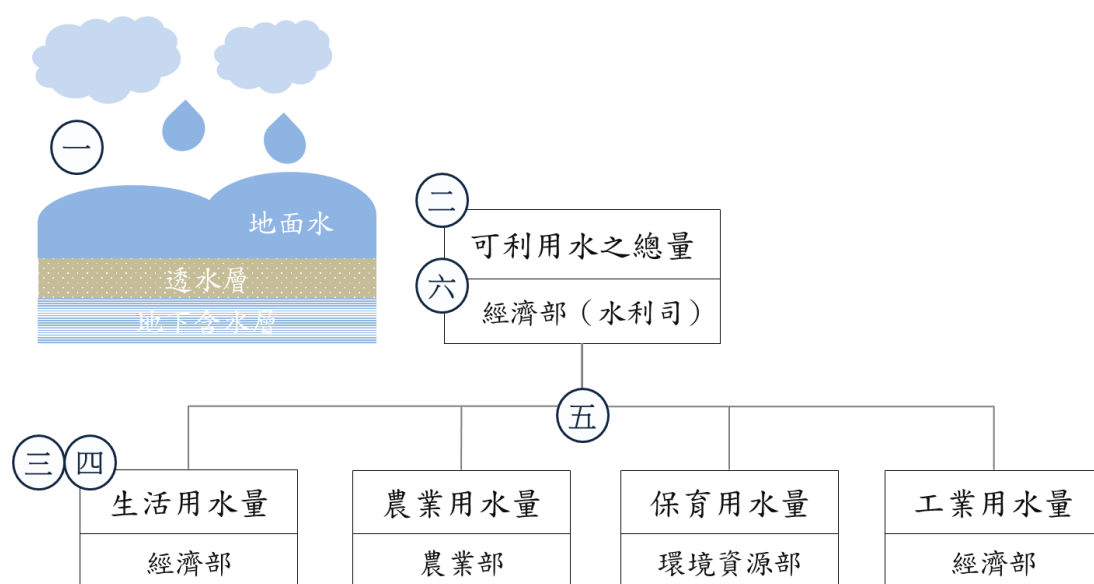 一
地面水
透水層
地下含水層
二
可利用水之總量
六
經濟部（水利司）
五
三 四
生活用水量 農業用水量 保育用水量 工業用水量
經濟部 農業部 環境資源部 經濟部